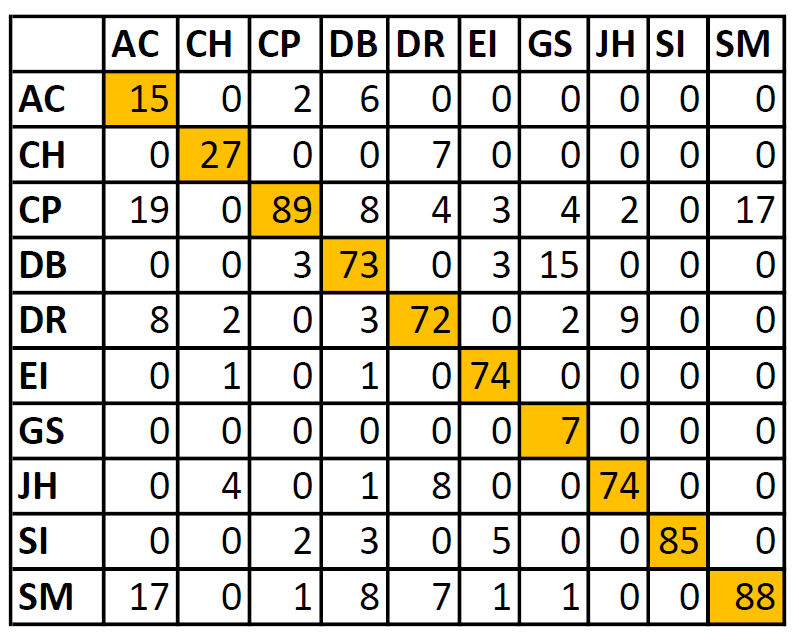 AC CH CP DB DR EI GS JH SI SM
AC 15 0 2 6 0 0 0 0 0 0
CH 0 27 0 0 7 0 0 0 0 0
CP 19 0 89 8 4 3 4 2 0 17
DB 0 0 3 73 0 3 15 0 0 0
DR 8 2 0 3 72 0 2 9 0 0
EI 0 1 0 1 0 74 0 0 0 0
GS 0 0 0 0 0 0 7 0 0 0
JH 0 4 0 1 8 0 0 74 0 0
SI 0 0 2 3 0 5 0 0 85 0
SM 17 0 1 8 7 1 1 0 0 88